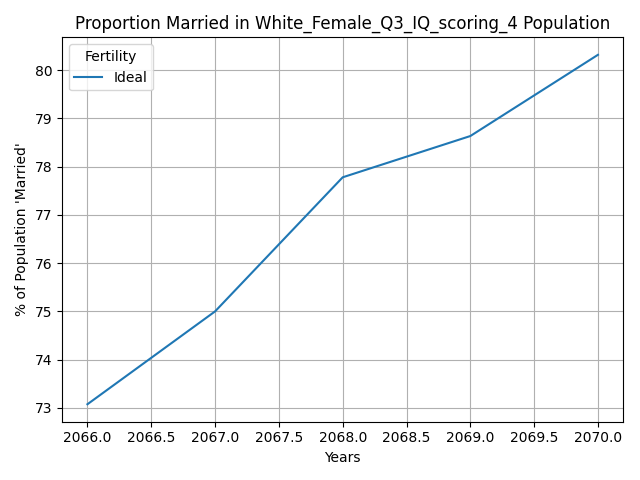 Proportion Married in White_Female_Q3_IQ_scoring_4 Population
Fertility
Ideal
80
79
78
77
76
75
74
73
% of Population 'Married'
2066.0 2066.5 2067.0 2067.5 2068.0 2068.5 2069.0 2069.5 2070.0
Years